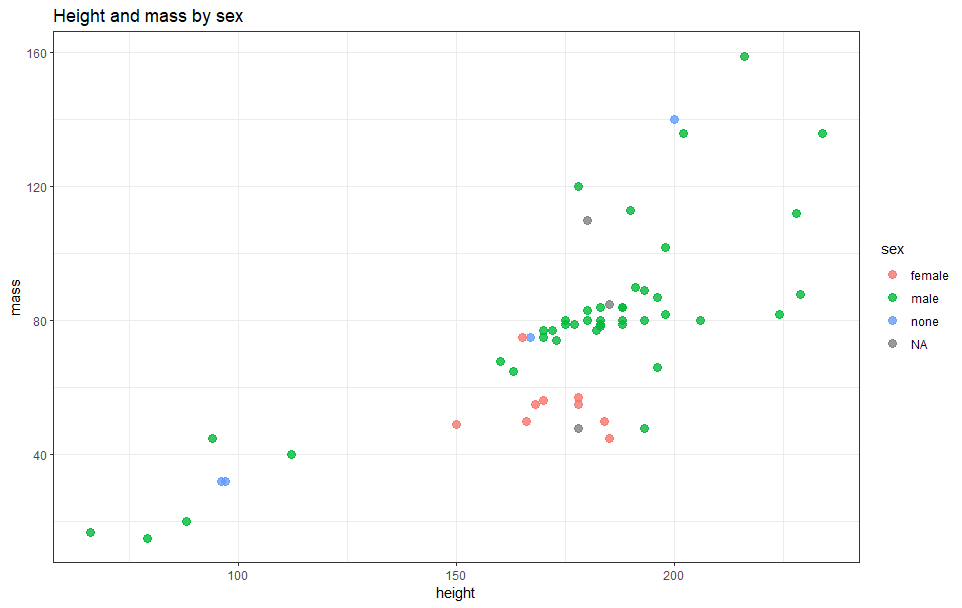 Height and mass by sex
160
120
80
40
mass
100
150
200
height
sex
female
male
none
NA